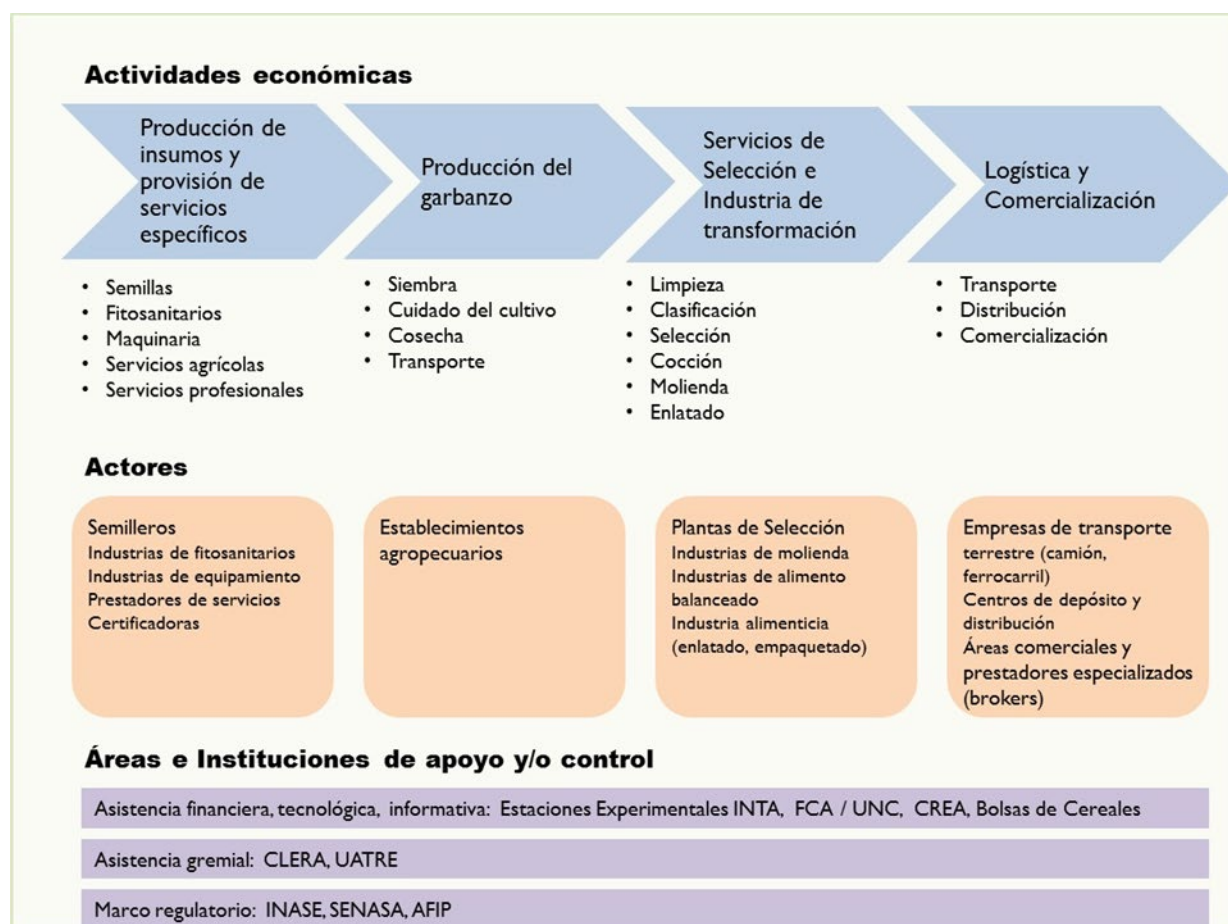 Actividades económicas
Producción de
insumos y
provisión de
servicios
específicos
Producción del
garbanzo
Servicios de
Selección e
Industria de
transformación
Logística y
Comercialización
• Semillas
• Fitosanitarios
• Maquinaria
• Servicios agrícolas
• Servicios profesionales
• Siembra
• Cuidado del cultivo
• Cosecha
• Transporte
• Limpieza
• Clasificación
• Selección
• Cocción
• Molienda
• Enlatado
• Transporte
• Distribución
• Comercialización
Actores
Semilleros
Industrias de fitosanitarios
Industrias de equipamiento
Prestadores de servicios
Certificadoras
Establecimientos
agropecuarios
Plantas de Selección
Industrias de molienda
Industrias de alimento
balanceado
Industria alimenticia
(enlatado, empaquetado)
Empresas de transporte
terrestre (camión,
ferrocarril)
Centros de depósito y
distribución
Áreas comerciales y
prestadores especializados
(brokers)
Áreas e Instituciones de apoyo y/o control
Asistencia financiera, tecnológica, informativa: Estaciones Experimentales INTA, FCA / UNC, CREA, Bolsas de Cereales
Asistencia gremial: CLERA, UATRE
Marco regulatorio: INASE, SENASA, AFIP